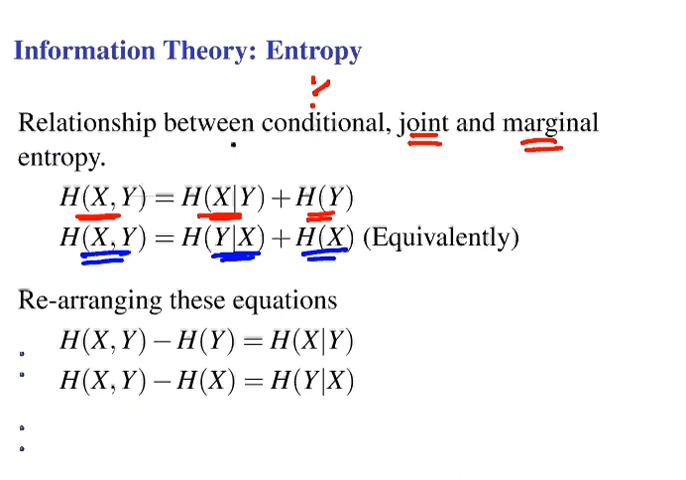 Information Theory: Entropy
Relationship between conditional, joint and marginal
entropy.
H(X,Y) = H(X|Y)+H(Y)
H(X,Y) = H(Y|X)+H(X) (Equivalently)
Re-arranging these equations
H(X,Y) − H(Y) = H(X|Y)
H(X,Y) − H(X) = H(Y|X)